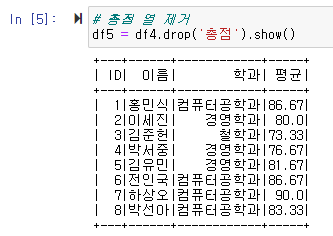 In [5]:
# 총점 열 제거
df5 = df4.drop('총점').show()
+---+------+----------+-----+
| ID|  이름|      학과| 평균|
+---+------+----------+-----+
|  1|홍민식|컴퓨터공학과|86.67|
|  2|이세진|    경영학과| 80.0|
|  3|김준헌|      철학과|73.33|
|  4|박서중|    경영학과|76.67|
|  5|김유민|    경영학과|81.67|
|  6|전인국|컴퓨터공학과|86.67|
|  7|하상오|컴퓨터공학과| 90.0|
|  8|박선아|컴퓨터공학과|83.33|
+---+------+----------+-----+